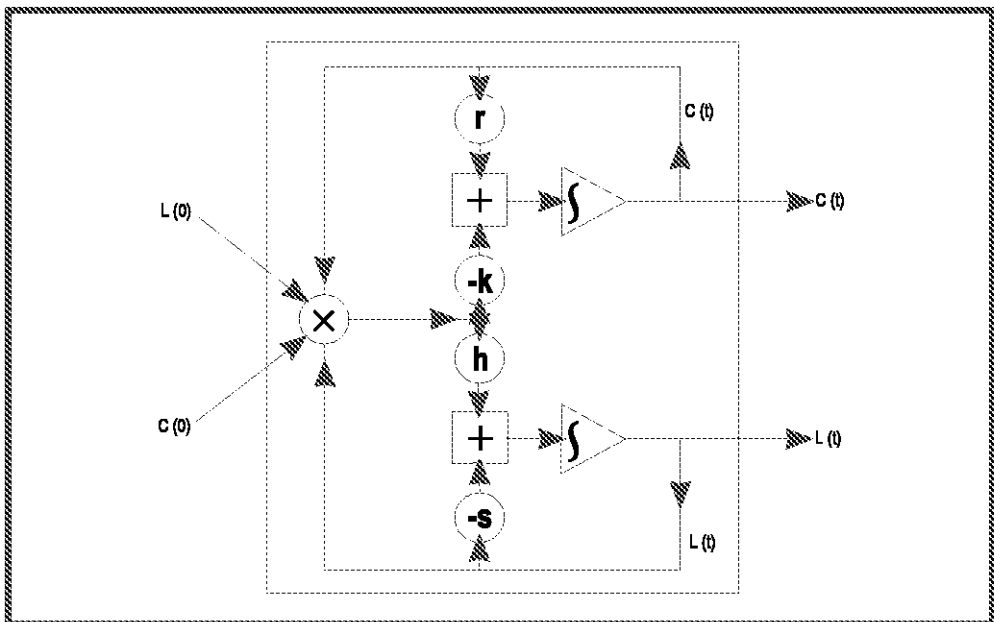 r
C (t)
+
∫
C (t)
L (0)
-k
×
h
C (0)
+
∫
L (t)
-s
L (t)